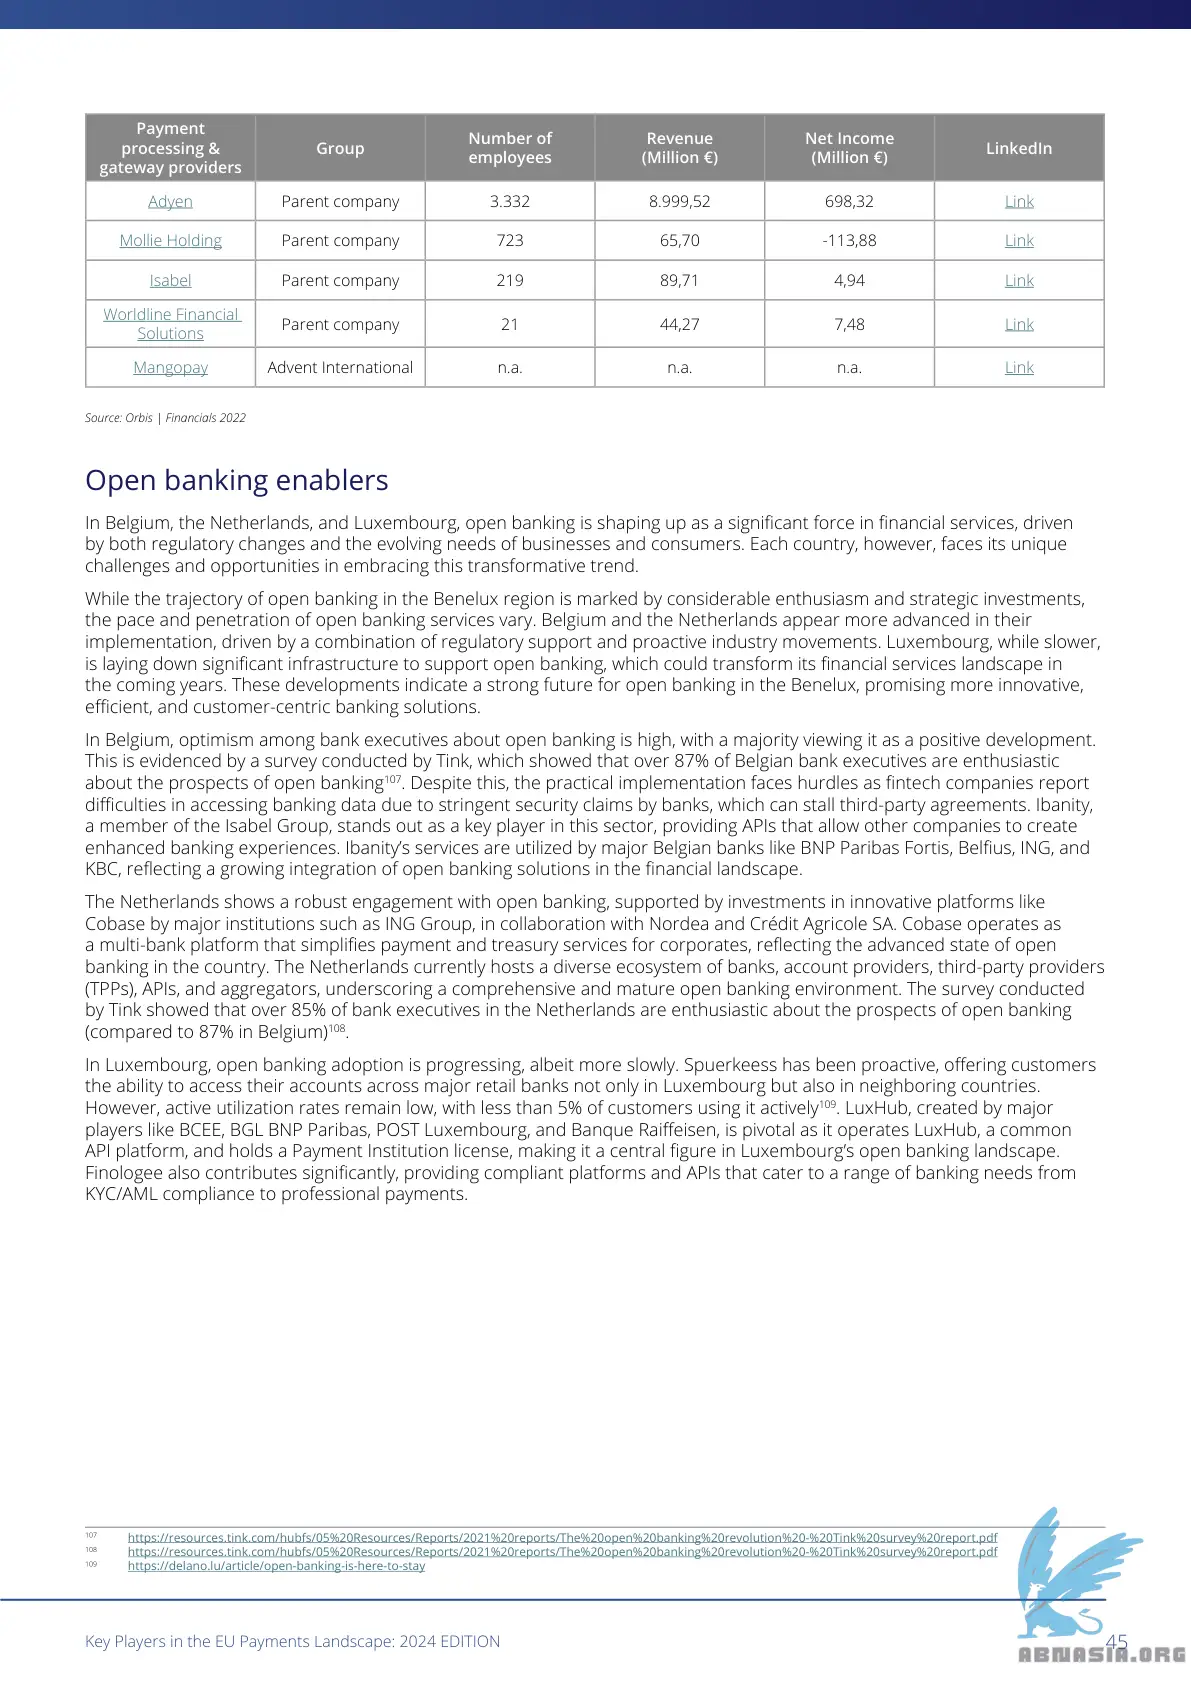 Payment
processing &
gateway providers
Group
Number of
employees
Revenue
(Million €)
Net Income
(Million €)
LinkedIn
Adyen
Parent company
3.332
8.999,52
698,32
Link
Mollie Holding
Parent company
723
65,70
-113,88
Link
Isabel
Parent company
219
89,71
4,94
Link
Worldline Financial
Solutions
Parent company
21
44,27
7,48
Link
Mangopay
Advent International
n.a.
n.a.
n.a.
Link
Source: Orbis | Financials 2022
Open banking enablers
In Belgium, the Netherlands, and Luxembourg, open banking is shaping up as a significant force in financial services, driven
by both regulatory changes and the evolving needs of businesses and consumers. Each country, however, faces its unique
challenges and opportunities in embracing this transformative trend.
While the trajectory of open banking in the Benelux region is marked by considerable enthusiasm and strategic investments,
the pace and penetration of open banking services vary. Belgium and the Netherlands appear more advanced in their
implementation, driven by a combination of regulatory support and proactive industry movements. Luxembourg, while slower,
is laying down significant infrastructure to support open banking, which could transform its financial services landscape in
the coming years. These developments indicate a strong future for open banking in the Benelux, promising more innovative,
efficient, and customer-centric banking solutions.
In Belgium, optimism among bank executives about open banking is high, with a majority viewing it as a positive development.
This is evidenced by a survey conducted by Tink, which showed that over 87% of Belgian bank executives are enthusiastic
about the prospects of open banking107. Despite this, the practical implementation faces hurdles as fintech companies report
difficulties in accessing banking data due to stringent security claims by banks, which can stall third-party agreements. Ibanity,
a member of the Isabel Group, stands out as a key player in this sector, providing APIs that allow other companies to create
enhanced banking experiences. Ibanity’s services are utilized by major Belgian banks like BNP Paribas Fortis, Belfius, ING, and
KBC, reflecting a growing integration of open banking solutions in the financial landscape.
The Netherlands shows a robust engagement with open banking, supported by investments in innovative platforms like
Cobase by major institutions such as ING Group, in collaboration with Nordea and Crédit Agricole SA. Cobase operates as
a multi-bank platform that simplifies payment and treasury services for corporates, reflecting the advanced state of open
banking in the country. The Netherlands currently hosts a diverse ecosystem of banks, account providers, third-party providers
(TPPs), APIs, and aggregators, underscoring a comprehensive and mature open banking environment. The survey conducted
by Tink showed that over 85% of bank executives in the Netherlands are enthusiastic about the prospects of open banking
(compared to 87% in Belgium)108.
In Luxembourg, open banking adoption is progressing, albeit more slowly. Spuerkeess has been proactive, offering customers
the ability to access their accounts across major retail banks not only in Luxembourg but also in neighboring countries.
However, active utilization rates remain low, with less than 5% of customers using it actively109. LuxHub, created by major
players like BCEE, BGL BNP Paribas, POST Luxembourg, and Banque Raiffeisen, is pivotal as it operates LuxHub, a common
API platform, and holds a Payment Institution license, making it a central figure in Luxembourg’s open banking landscape.
Finologee also contributes significantly, providing compliant platforms and APIs that cater to a range of banking needs from
KYC/AML compliance to professional payments.
107 https://resources.tink.com/hubfs/05%20Resources/Reports/2021%20reports/The%20open%20banking%20revolution%20-%20Tink%20survey%20report.pdf
108 https://resources.tink.com/hubfs/05%20Resources/Reports/2021%20reports/The%20open%20banking%20revolution%20-%20Tink%20survey%20report.pdf
109 https://delano.lu/article/open-banking-is-here-to-stay
Key Players in the EU Payments Landscape: 2024 EDITION
45
ABNASIA.ORG